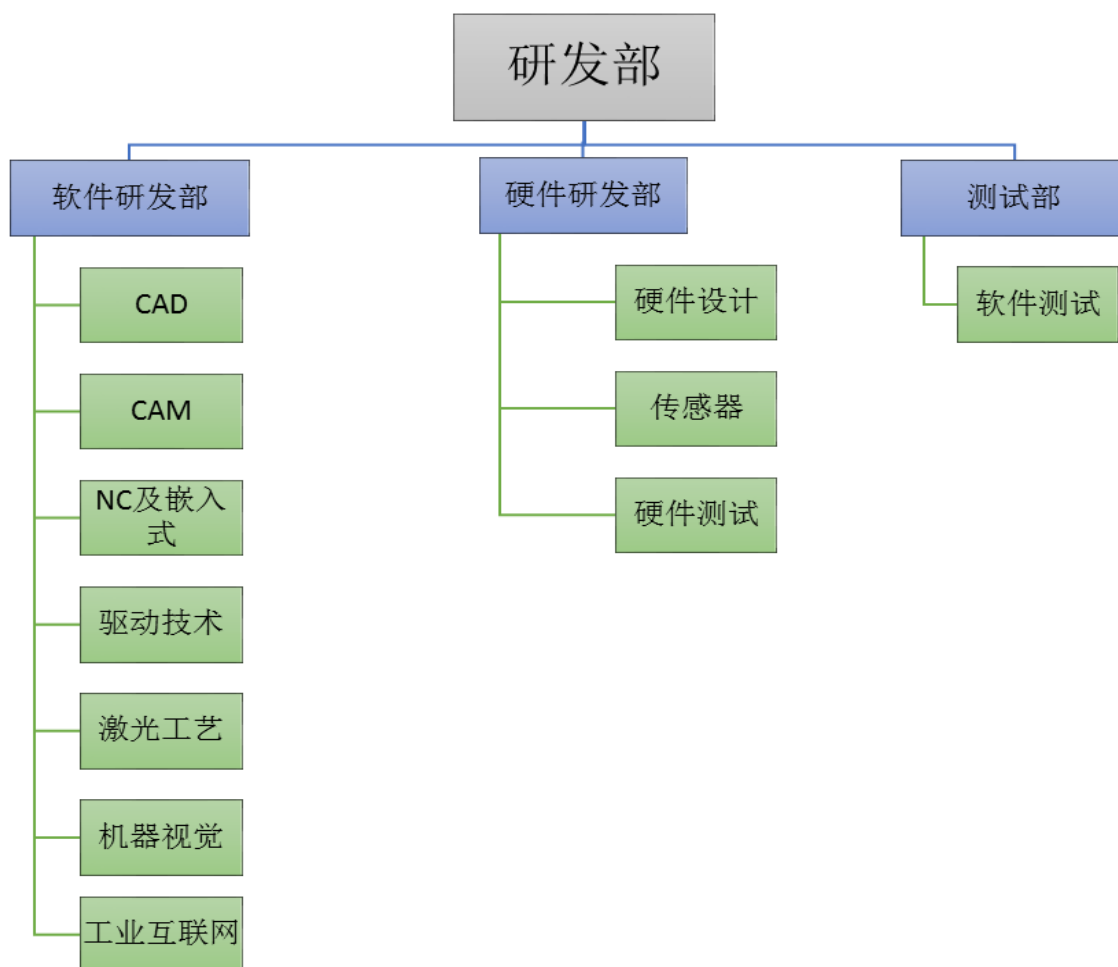 研发部
软件研发部
硬件研发部
测试部
CAD
硬件设计
软件测试
CAM
传感器
NC及嵌入
式
硬件测试
驱动技术
激光工艺
机器视觉
工业互联网